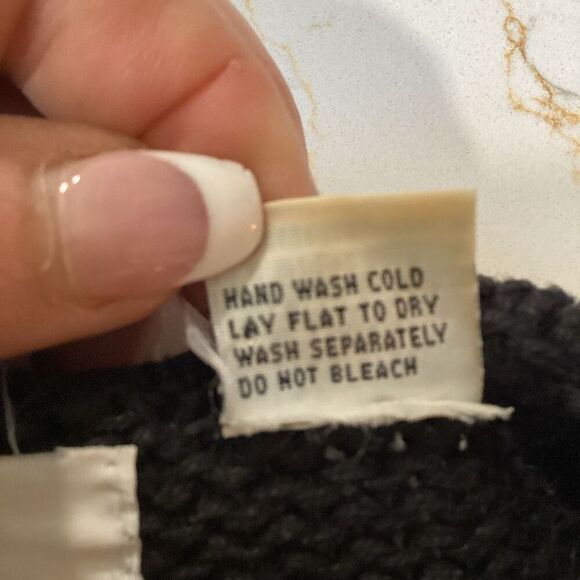 HAND WASH COLD
LAY FLAT TO DRY
WASH SEPARATELY
DO NOT BLEACH